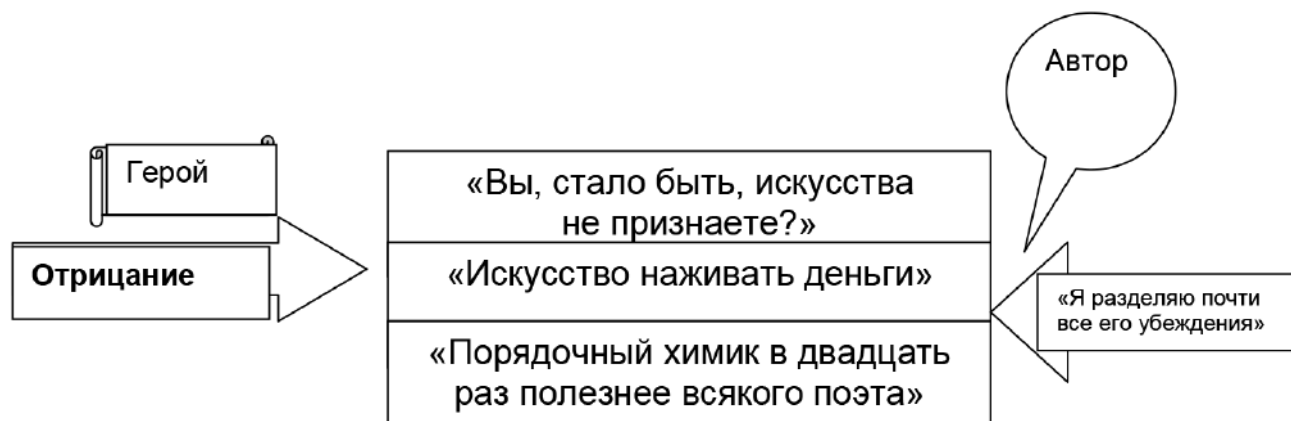 Автор
Герой
Отрицание
«Вы, стало быть, искусства
не признаете?»
«Искусство наживать деньги»
«Порядочный химик в двадцать
раз полезнее всякого поэта»
«Я разделяю почти
все его убеждения»